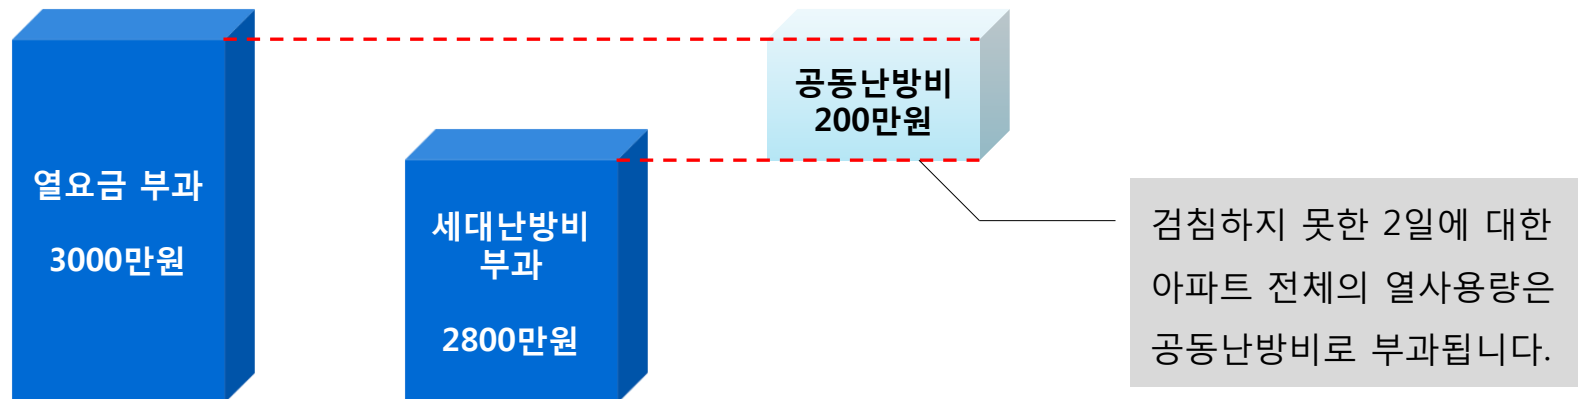 열요금 부과
3000만원
세대난방비
부과
2800만원
공동난방비
200만원
검침하지 못한 2일에 대한
아파트 전체의 열사용량은
공동난방비로 부과됩니다.